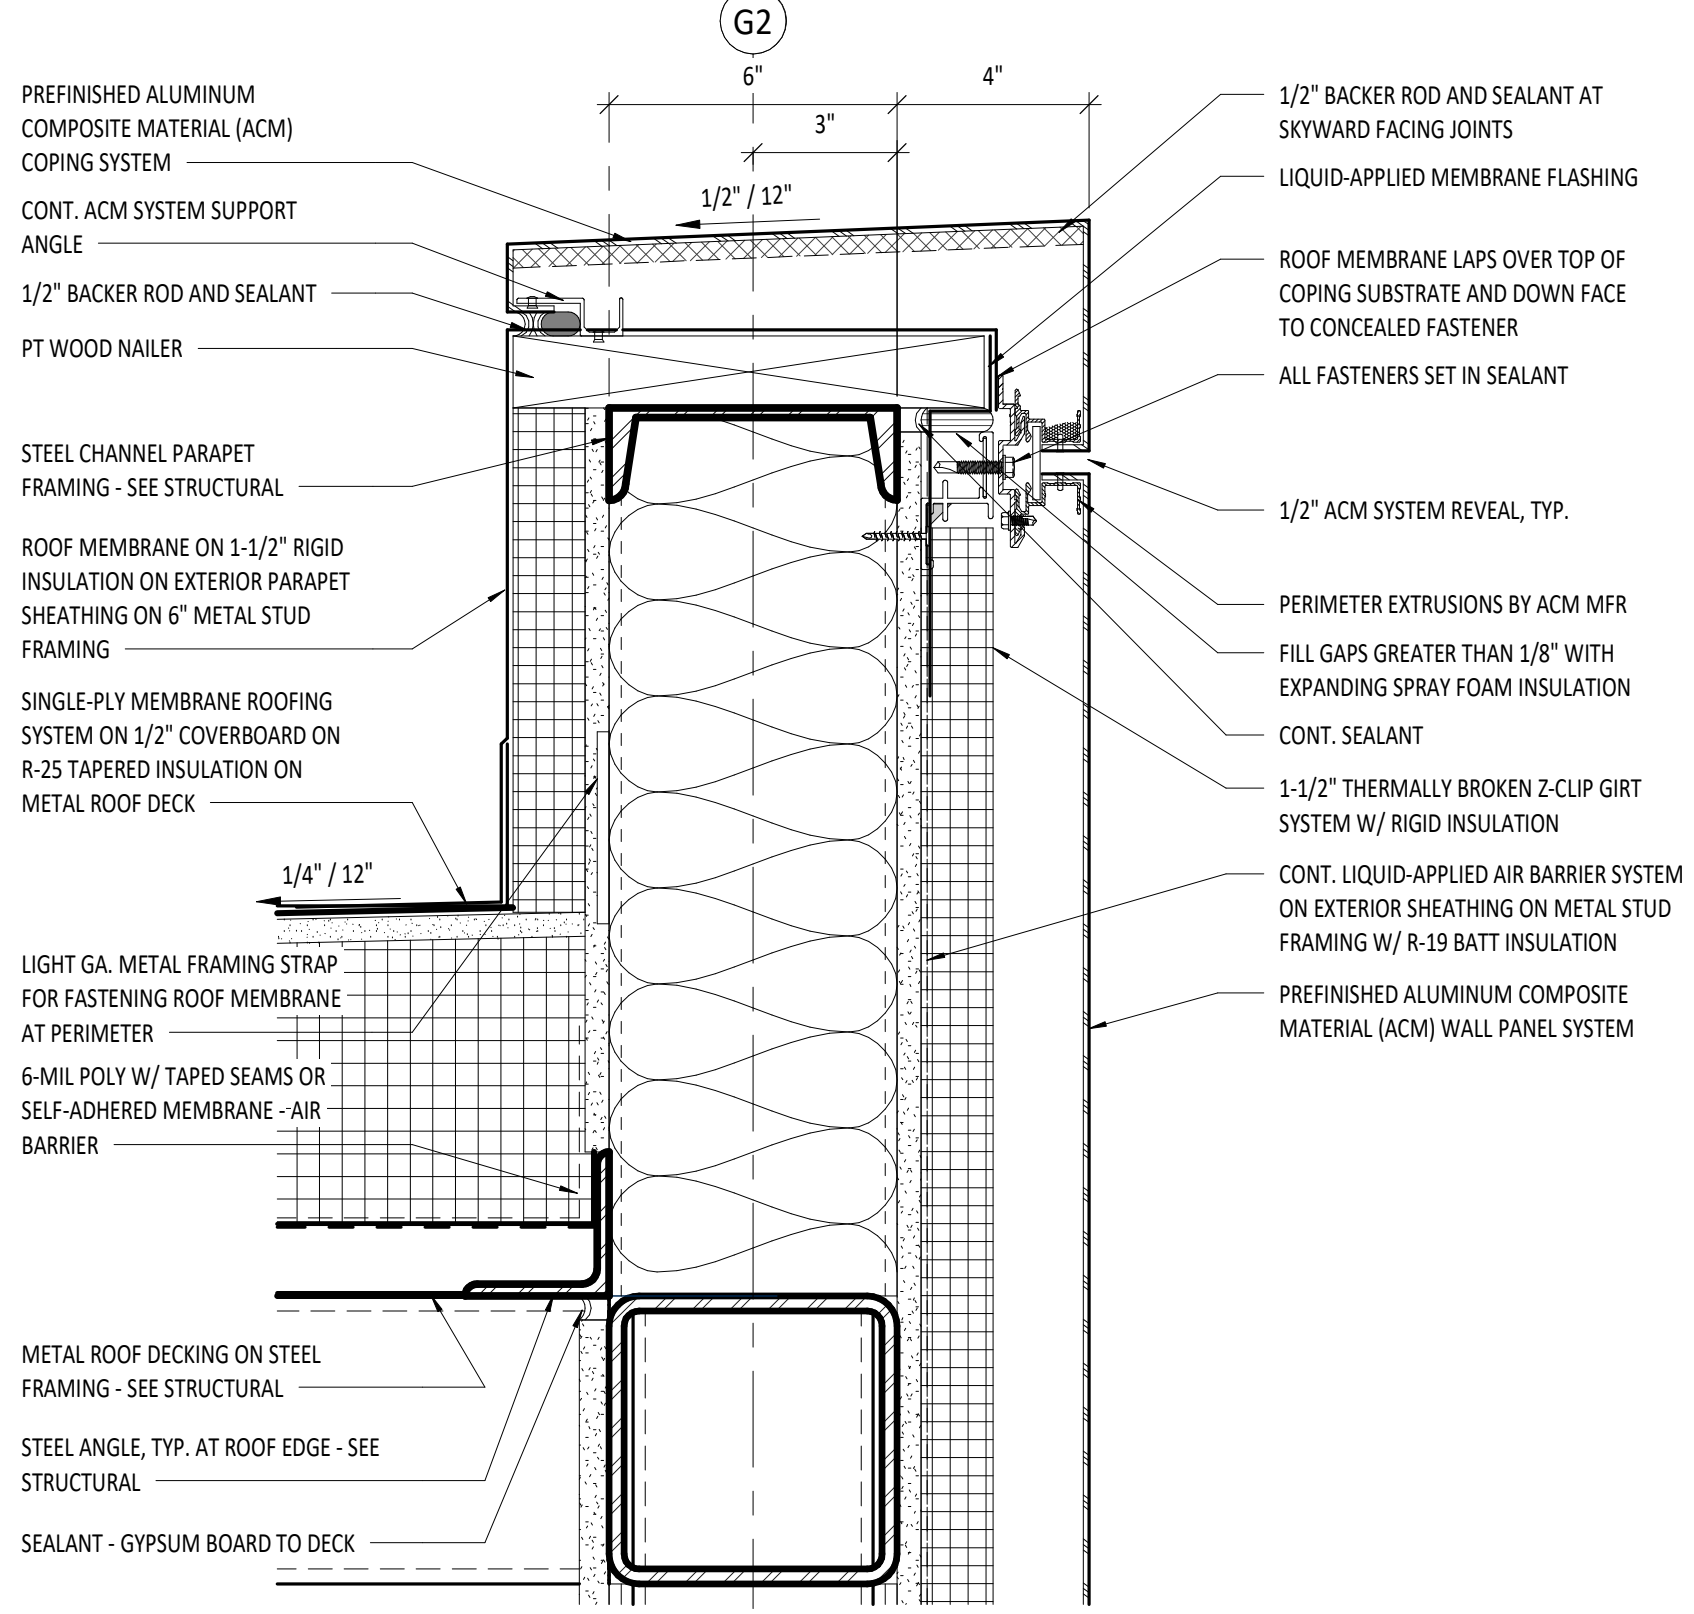 G2
6"
4"
3"
1/2" / 12"
PREFINISHED ALUMINUM
COMPOSITE MATERIAL (ACM)
COPING SYSTEM
CONT. ACM SYSTEM SUPPORT
ANGLE
1/2" BACKER ROD AND SEALANT
PT WOOD NAILER
STEEL CHANNEL PARAPET
FRAMING - SEE STRUCTURAL
ROOF MEMBRANE ON 1-1/2" RIGID
INSULATION ON EXTERIOR PARAPET
SHEATHING ON 6" METAL STUD
FRAMING
SINGLE-PLY MEMBRANE ROOFING
SYSTEM ON 1/2" COVERBOARD ON
R-25 TAPERED INSULATION ON
METAL ROOF DECK
1/4" / 12"
LIGHT GA. METAL FRAMING STRAP
FOR FASTENING ROOF MEMBRANE
AT PERIMETER
6-MIL POLY W/ TAPED SEAMS OR
SELF-ADHERED MEMBRANE - AIR
BARRIER
METAL ROOF DECKING ON STEEL
FRAMING - SEE STRUCTURAL
STEEL ANGLE, TYP. AT ROOF EDGE - SEE
STRUCTURAL
SEALANT - GYPSUM BOARD TO DECK
1/2" BACKER ROD AND SEALANT AT
SKYWARD FACING JOINTS
LIQUID-APPLIED MEMBRANE FLASHING
ROOF MEMBRANE LAPS OVER TOP OF
COPING SUBSTRATE AND DOWN FACE
TO CONCEALED FASTENER
ALL FASTENERS SET IN SEALANT
1/2" ACM SYSTEM REVEAL, TYP.
PERIMETER EXTRUSIONS BY ACM MFR
FILL GAPS GREATER THAN 1/8" WITH
EXPANDING SPRAY FOAM INSULATION
CONT. SEALANT
1-1/2" THERMALLY BROKEN Z-CLIP GIRT
SYSTEM W/ RIGID INSULATION
CONT. LIQUID-APPLIED AIR BARRIER SYSTEM
ON EXTERIOR SHEATHING ON METAL STUD
FRAMING W/ R-19 BATT INSULATION
PREFINISHED ALUMINUM COMPOSITE
MATERIAL (ACM) WALL PANEL SYSTEM